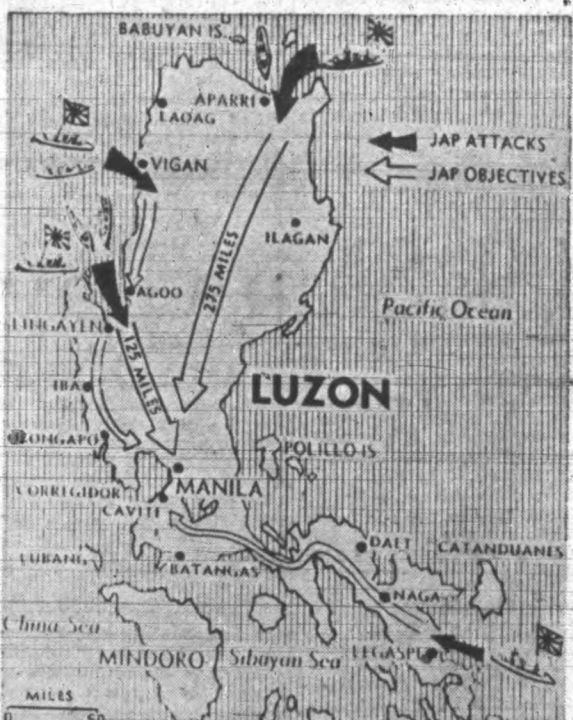 BABUYAN IS.
APARRI
LAOAG
JAP ATTACKS
VIGAN
JAP OBJECTIVES
ILAGAN
275 MILES
AGOO
Pacific Ocean
LINGAYEN
125 MILES
IBA
LUZON
POLILLO IS
MANILA
CORREGIDOR
CAVITE
DAET
CATANDUANES
LUBANG
BATANGAS
NAGA
China Sea
MINDORO
Sibuyan Sea
LEGASPI
MILES